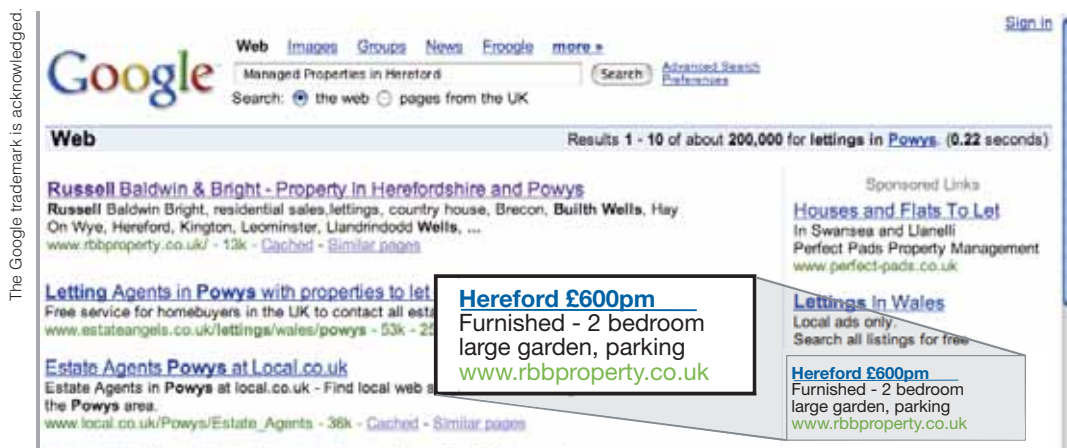 The Google trademark is acknowledged.
Sign in
Google
Web Images Groups News Froogle more »
Managed Properties in Hereford
Search
Advanced Search
Preferences
Search: the web pages from the UK
Web
Results 1 - 10 of about 200,000 for lettings in Powys. (0.22 seconds)
Russell Baldwin & Bright - Property In Herefordshire and Powys
Russell Baldwin Bright, residential sales,lettings, country house, Brecon, Builth Wells, Hay
On Wye, Hereford, Kington, Leominster, Llandrindodd Wells, ...
www.rbbproperty.co.uk/ - 13k - Cached - Similar pages
Letting Agents in Powys with properties to let
Free service for homebuyers in the UK to contact all esta
www.estateangels.co.uk/lettings/wales/powys - 53k - 25
Estate Agents Powys at Local.co.uk
Estate Agents in Powys at local.co.uk - Find local web s
the Powys area.
www.local.co.uk/Powys/Estate_Agents - 36k - Cached - Similar pages
Hereford £600pm
Furnished - 2 bedroom
large garden, parking
www.rbbproperty.co.uk
Sponsored Links
Houses and Flats To Let
In Swansea and Llanelli
Perfect Pads Property Management
www.perfect-pads.co.uk
Lettings In Wales
Local ads only.
Search all listings for free
Hereford £600pm
Furnished - 2 bedroom
large garden, parking
www.rbbproperty.co.uk